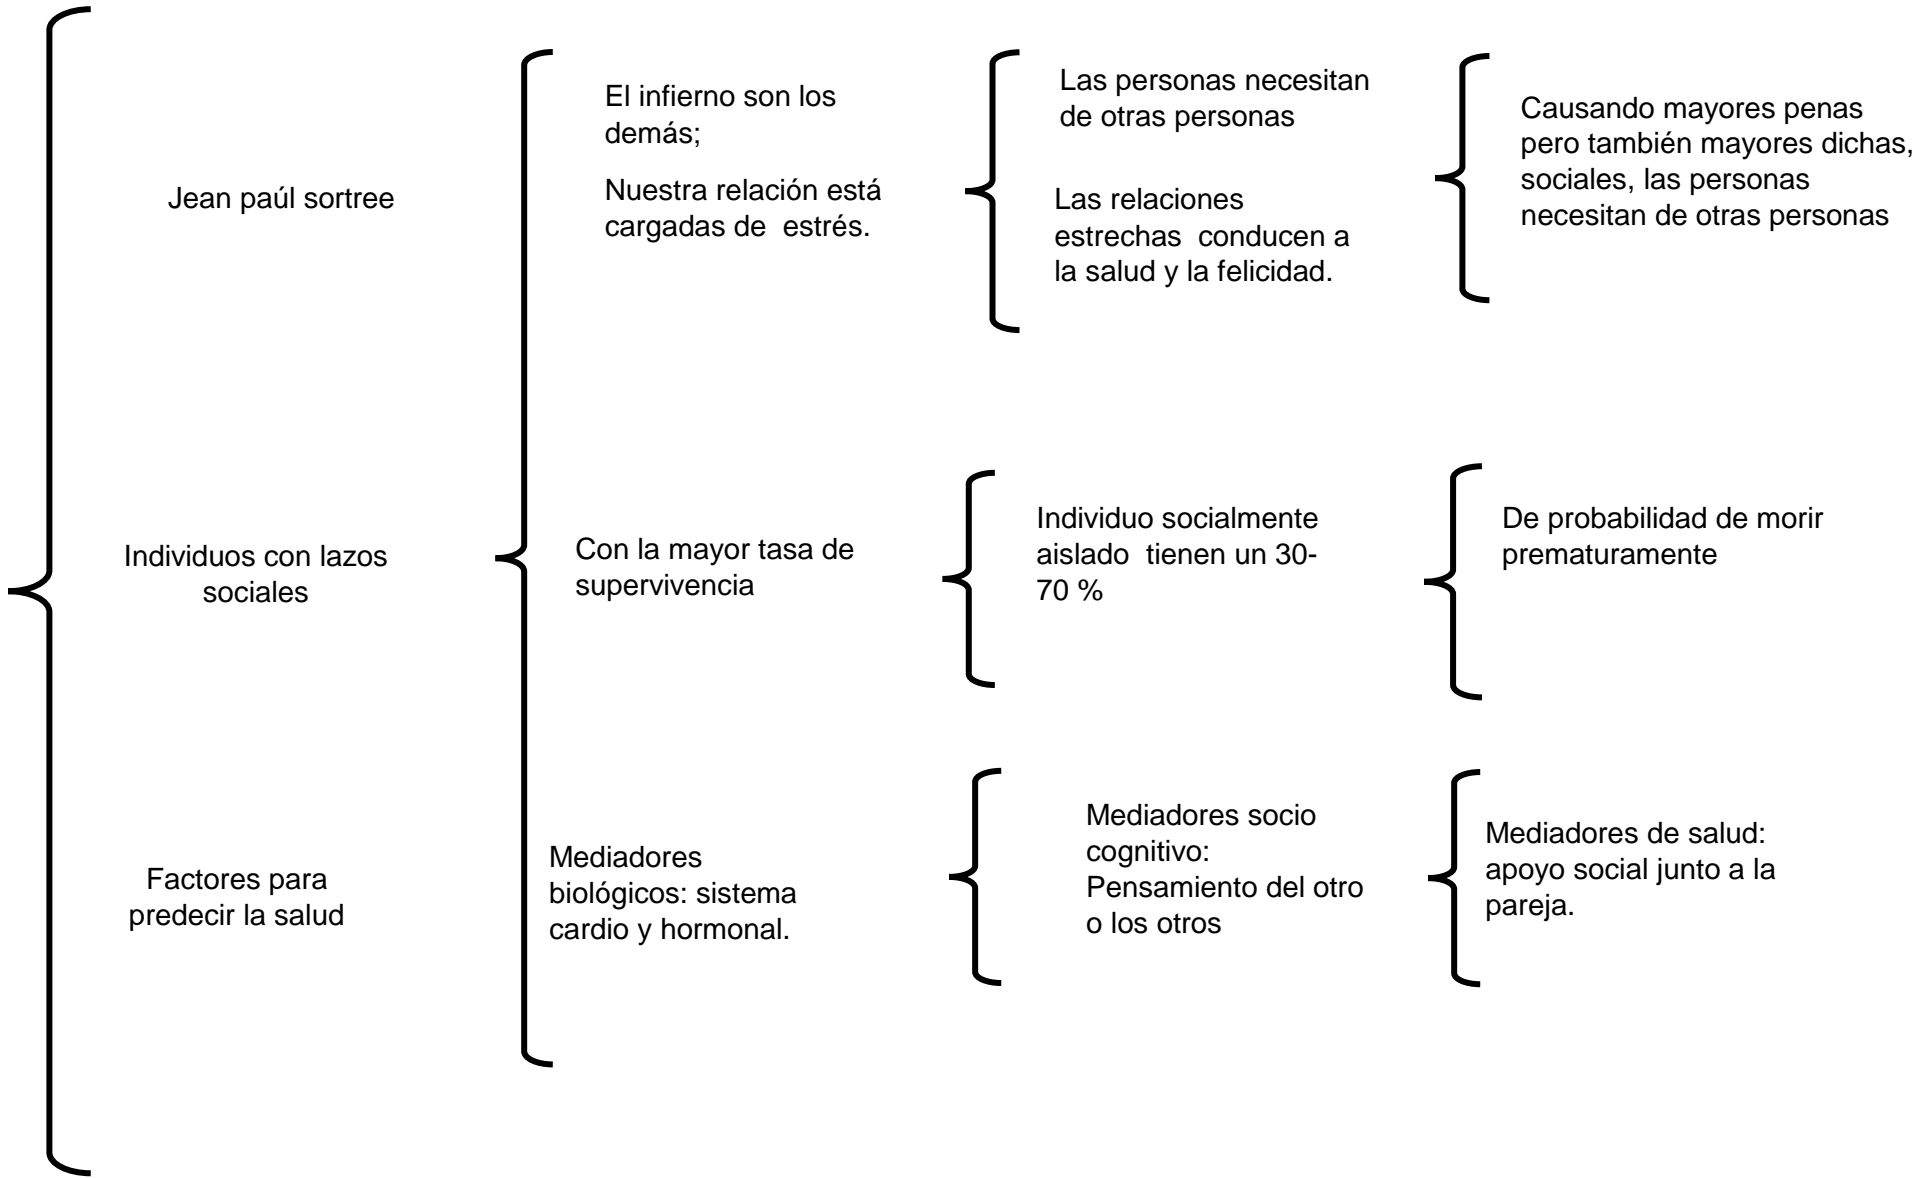 Jean paúl sortree
El infierno son los
demás;
Nuestra relación está
cargadas de  estrés.
Las personas necesitan
de otras personas
Las relaciones
estrechas  conducen a
la salud y la felicidad.
Causando mayores penas
pero también mayores dichas,
sociales, las personas
necesitan de otras personas
Individuos con lazos
sociales
Con la mayor tasa de
supervivencia
Individuo socialmente
aislado  tienen un 30-
70 %
De probabilidad de morir
prematuramente
Factores para
predecir la salud
Mediadores
biológicos: sistema
cardio y hormonal.
Mediadores socio
cognitivo:
Pensamiento del otro
o los otros
Mediadores de salud:
apoyo social junto a la
pareja.